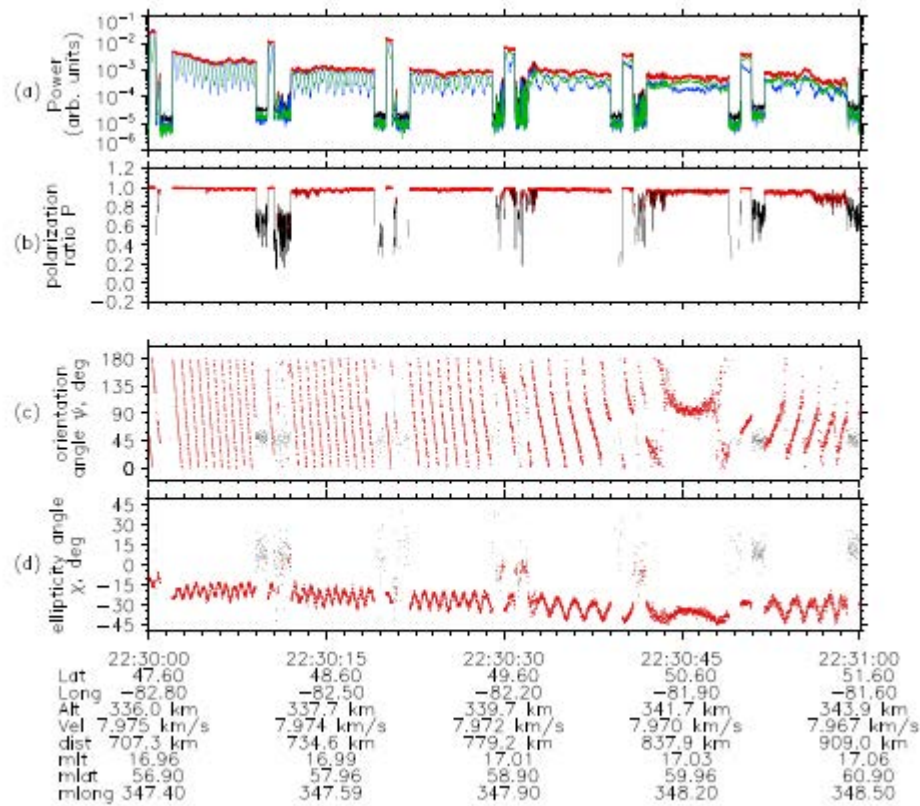 (a)
Power
(arb. units)
10⁻¹
10⁻²
10⁻³
10⁻⁴
10⁻⁵
10⁻⁶
(b)
polarization
ratio P
1.2
1.0
0.8
0.6
0.4
0.2
0.0
−0.2
(c)
orientation
angle ψ, deg
180
135
90
45
0
(d)
ellipticity angle
χ, deg
45
30
15
0
−15
−30
−45
22:30:00 22:30:15 22:30:30 22:30:45 22:31:00
Lat 47.60 48.60 49.60 50.60 51.60
Long −82.80 −82.50 −82.20 −81.90 −81.60
Alt 336.0 km 337.7 km 339.7 km 341.7 km 343.9 km
Vel 7.975 km/s 7.974 km/s 7.972 km/s 7.970 km/s 7.967 km/s
dist 707.3 km 734.6 km 779.2 km 837.9 km 909.0 km
mlt 16.96 16.99 17.01 17.03 17.06
mlat 56.90 57.96 58.90 59.96 60.90
mlong 347.40 347.59 347.90 348.20 348.50